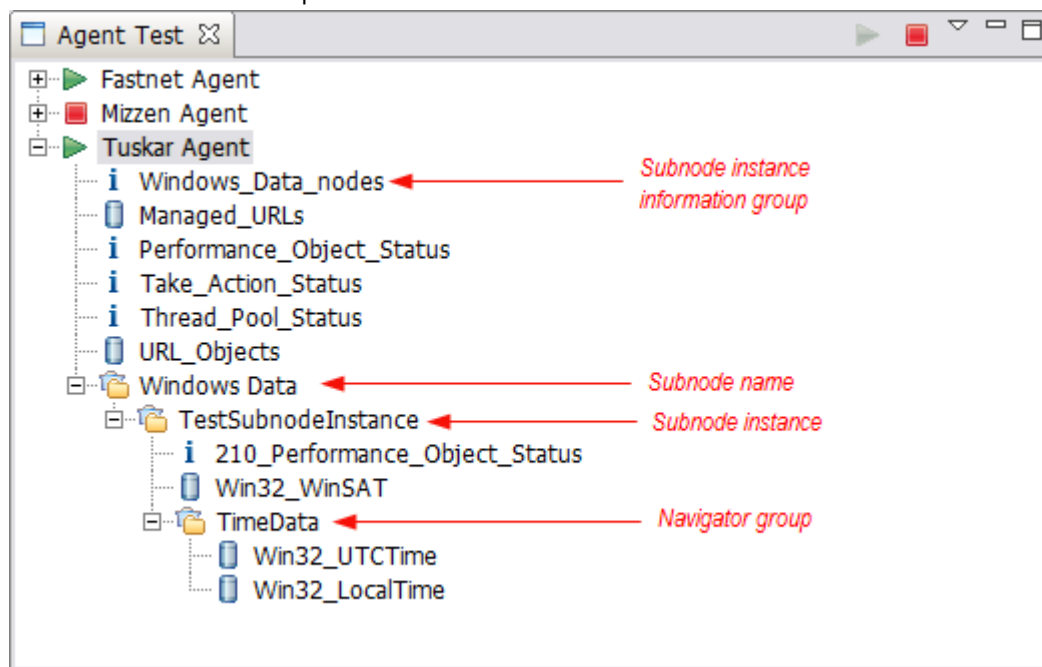 Agent Test
Fastnet Agent
Mizzen Agent
Tuskar Agent
Windows_Data_nodes
Subnode instance
information group
Managed_URLs
i Performance_Object_Status
i Take_Action_Status
i Thread_Pool_Status
URL_Objects
Windows Data
Subnode name
TestSubnodeInstance
Subnode instance
i 210_Performance_Object_Status
Win32_WinSAT
TimeData
Navigator group
Win32_UTCTime
Win32_LocalTime